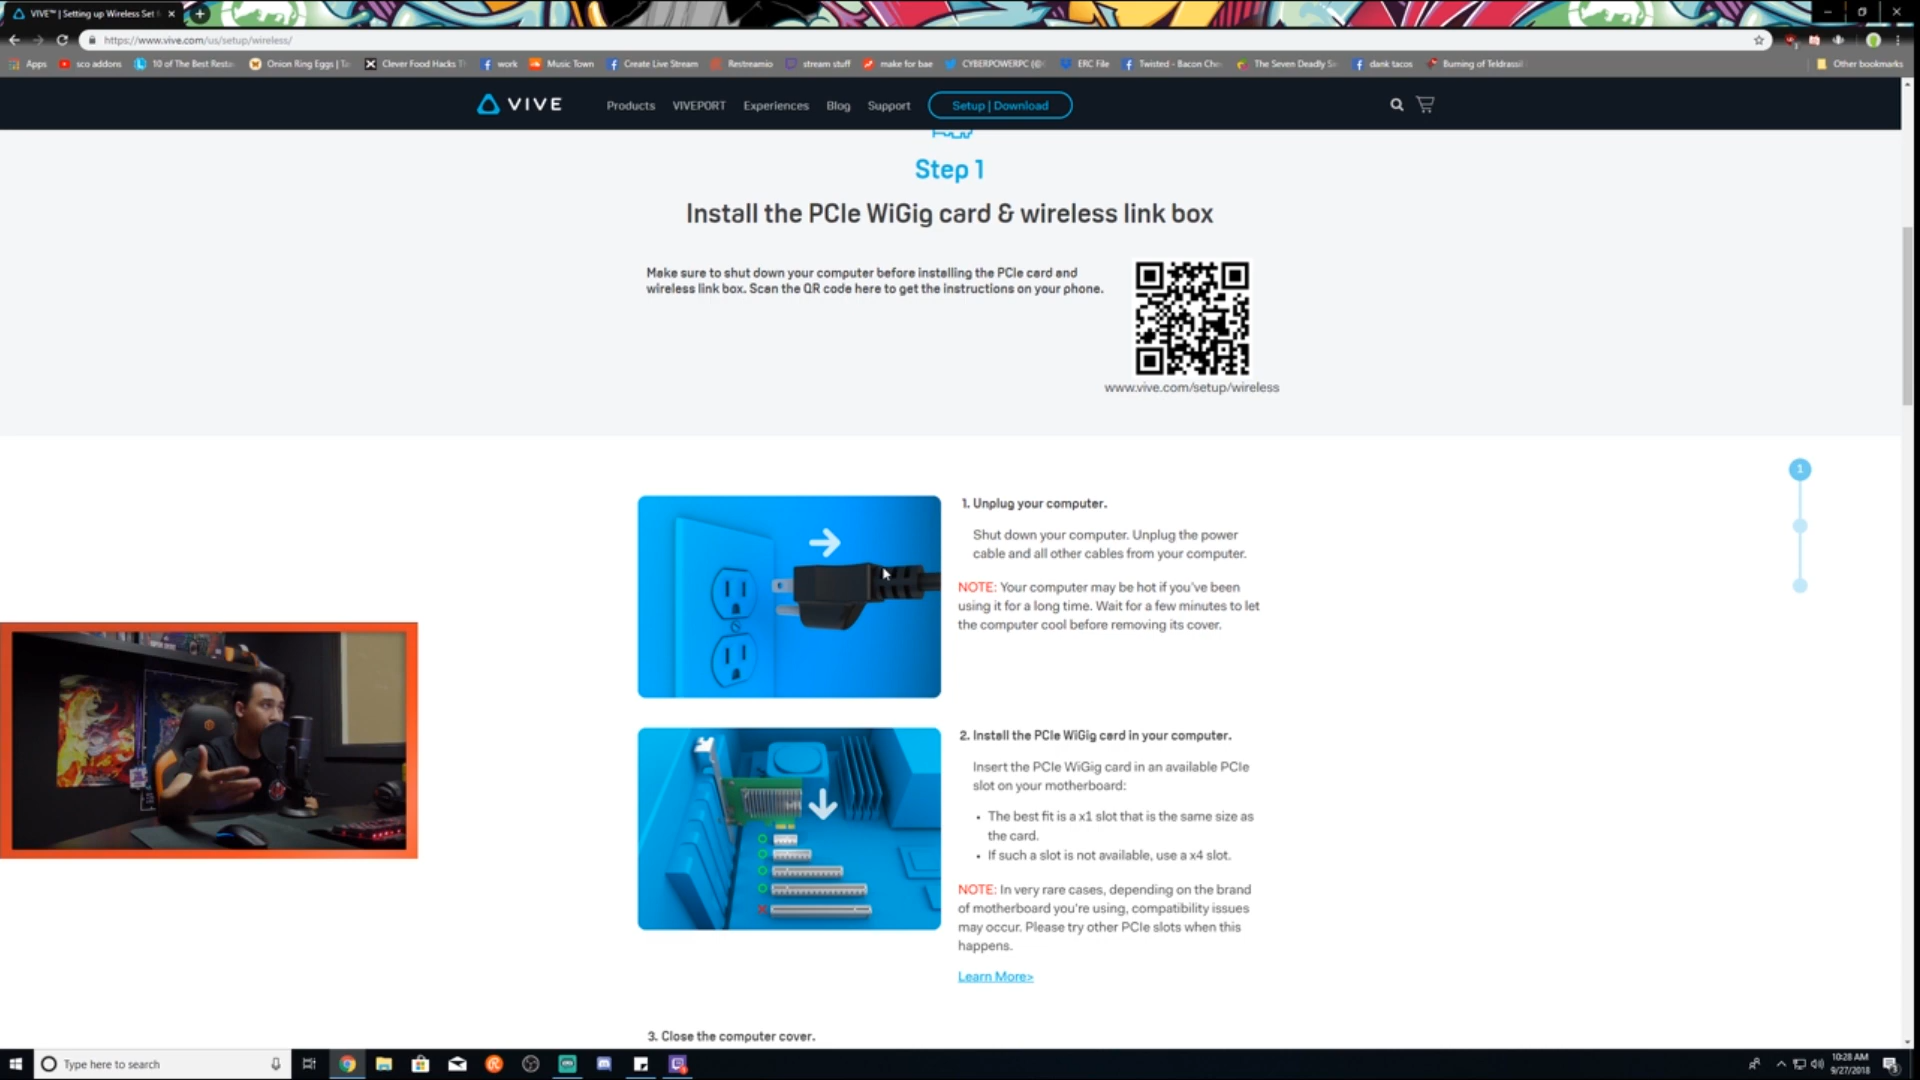 VIVE™ | Setting up Wireless Set
https://www.vive.com/us/setup/wireless/
Apps
sco addons
10 of The Best Resta
Onion Ring Eggs | Ta
Clever Food Hacks T
work
Music Town
Create Live Stream
Restreamio
stream stuff
make for bae
CYBERPOWERPC (@
ERC File
Twisted - Bacon Che
The Seven Deadly Si
dank tacos
Burning of Teldrassil
Other bookmarks
VIVE
Products
VIVEPORT
Experiences
Blog
Support
Setup | Download
Step 1
Install the PCIe WiGig card & wireless link box
Make sure to shut down your computer before installing the PCIe card and
wireless link box. Scan the QR code here to get the instructions on your phone.
www.vive.com/setup/wireless
1
1. Unplug your computer.
Shut down your computer. Unplug the power
cable and all other cables from your computer.
NOTE: Your computer may be hot if you've been
using it for a long time. Wait for a few minutes to let
the computer cool before removing its cover.
2. Install the PCIe WiGig card in your computer.
Insert the PCIe WiGig card in an available PCIe
slot on your motherboard:
• The best fit is a x1 slot that is the same size as
the card.
• If such a slot is not available, use a x4 slot.
NOTE: In very rare cases, depending on the brand
of motherboard you're using, compatibility issues
may occur. Please try other PCIe slots when this
happens.
Learn More>
3. Close the computer cover.
Type here to search
10:28 AM
9/27/2018